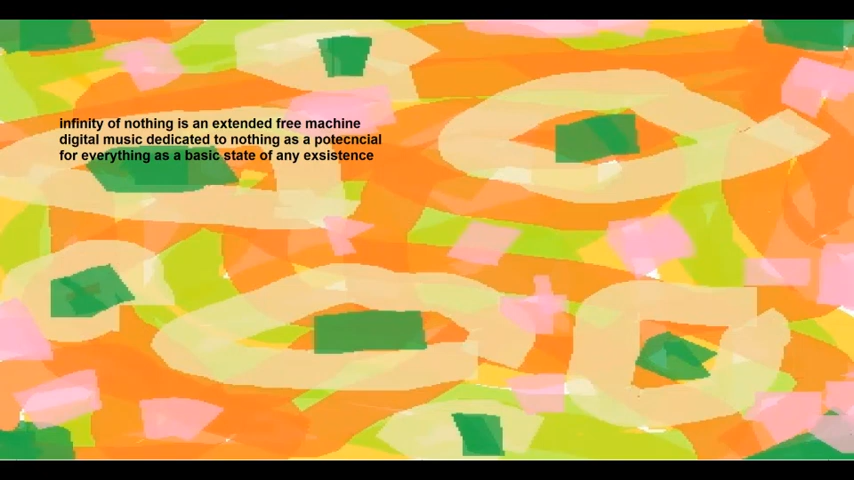 infinity of nothing is an extended free machine
digital music dedicated to nothing as a potecncial
for everything as a basic state of any exsistence